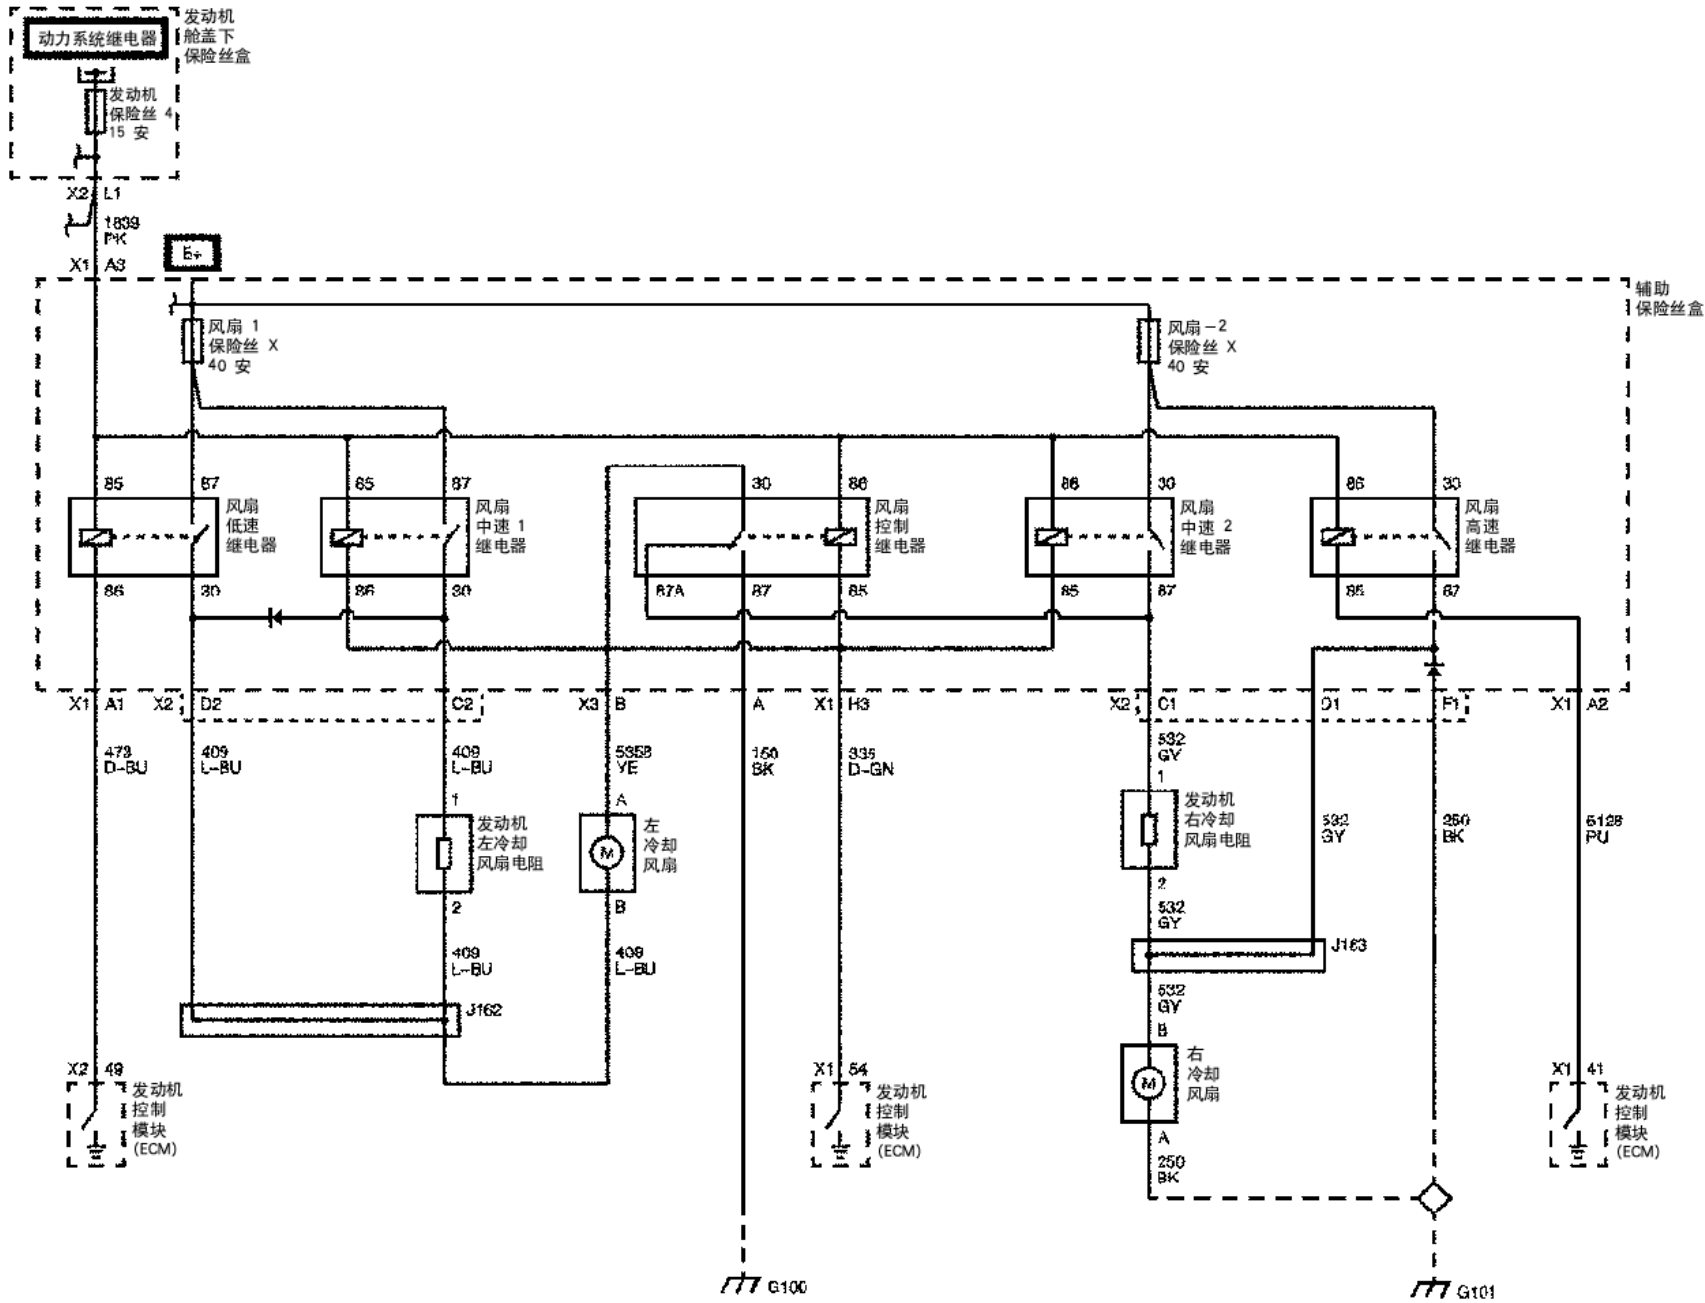 动力系统继电器
发动机
舱盖下
保险丝盒
发动机
保险丝 4
15 安
X2 L1
1839
PK
X1 A3
B+
辅助
保险丝盒
风扇 1
保险丝 X
40 安
风扇-2
保险丝 X
40 安
85 87
风扇
低速
继电器
86 30
85 87
风扇
中速 1
继电器
86 30
30 86
风扇
控制
继电器
87A 87 85
86 30
风扇
中速 2
继电器
85 87
86 30
风扇
高速
继电器
85 87
X1 A1 X2 D2 C2 X3 B A X1 H3 X2 C1 D1 F1 X1 A2
473
D-BU
409
L-BU
409
L-BU
535B
YE
150
BK
335
D-GN
532
GY
1
发动机
左冷却
风扇电阻
2
A
左
冷却
风扇
M
B
1
发动机
右冷却
风扇电阻
2
532
GY
250
BK
6128
PU
409
L-BU
409
L-BU
532
GY
J163
J162
532
GY
B
右
冷却
风扇
M
A
250
BK
X2 49
发动机
控制
模块
(ECM)
X1 54
发动机
控制
模块
(ECM)
X1 41
发动机
控制
模块
(ECM)
G100
G101